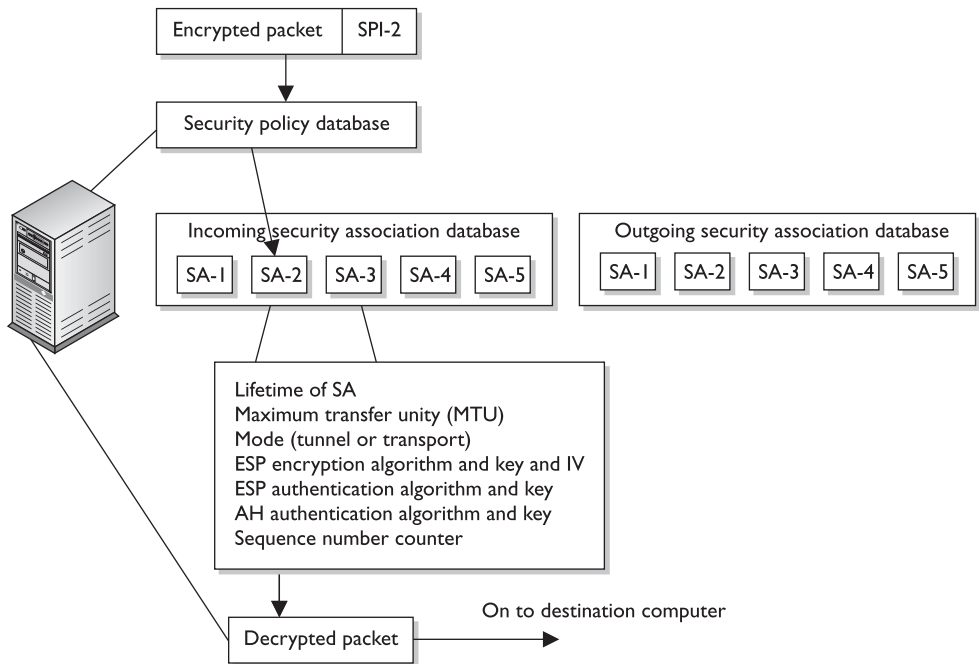 Encrypted packet SPI-2
Security policy database
Incoming security association database
SA-1 SA-2 SA-3 SA-4 SA-5
Outgoing security association database
SA-1 SA-2 SA-3 SA-4 SA-5
Lifetime of SA
Maximum transfer unity (MTU)
Mode (tunnel or transport)
ESP encryption algorithm and key and IV
ESP authentication algorithm and key
AH authentication algorithm and key
Sequence number counter
On to destination computer
Decrypted packet